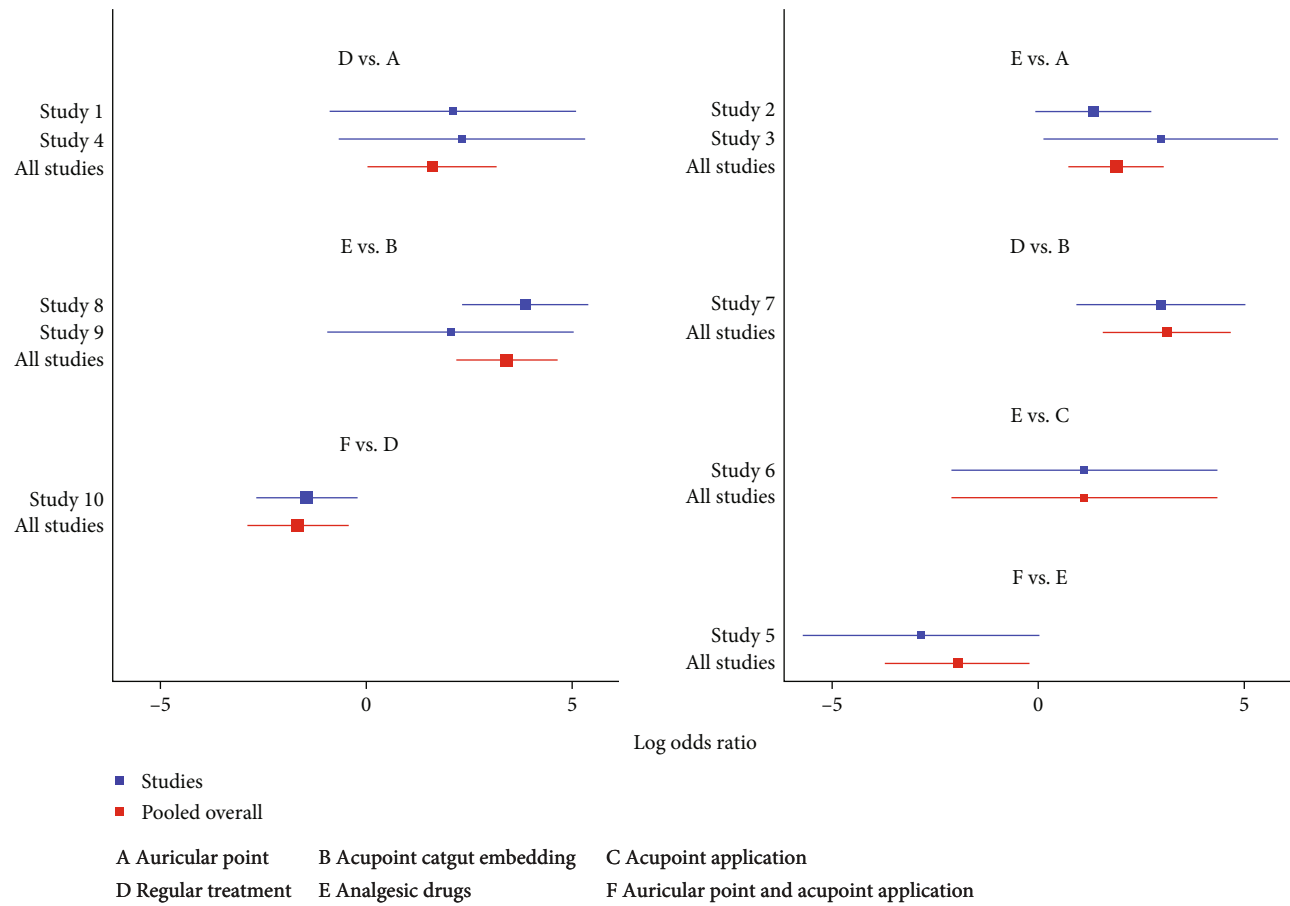 D vs. A
Study 1
Study 4
All studies
E vs. B
Study 8
Study 9
All studies
F vs. D
Study 10
All studies
–5 0 5
E vs. A
Study 2
Study 3
All studies
D vs. B
Study 7
All studies
E vs. C
Study 6
All studies
F vs. E
Study 5
All studies
–5 0 5
Log odds ratio
Studies
Pooled overall
A Auricular point B Acupoint catgut embedding C Acupoint application
D Regular treatment E Analgesic drugs F Auricular point and acupoint application